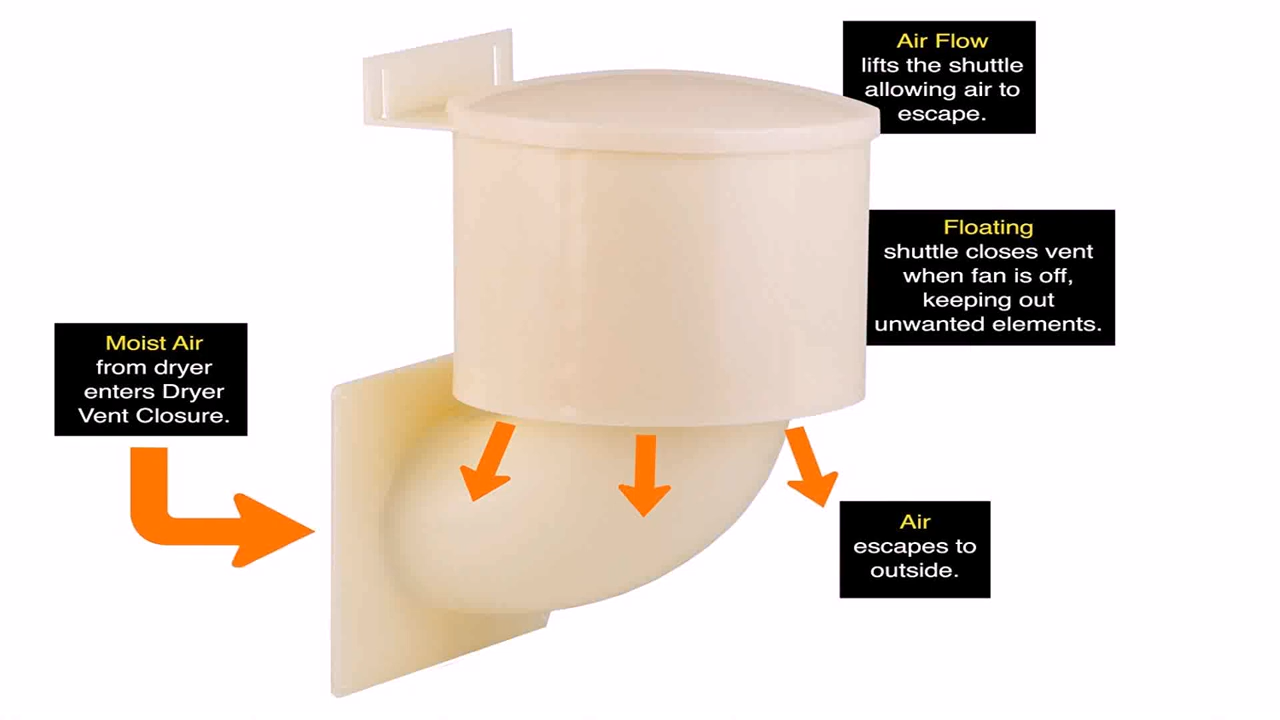 Air Flow
lifts the shuttle
allowing air to
escape.
Floating
shuttle closes vent
when fan is off,
keeping out
unwanted elements.
Moist Air
from dryer
enters Dryer
Vent Closure.
Air
escapes to
outside.